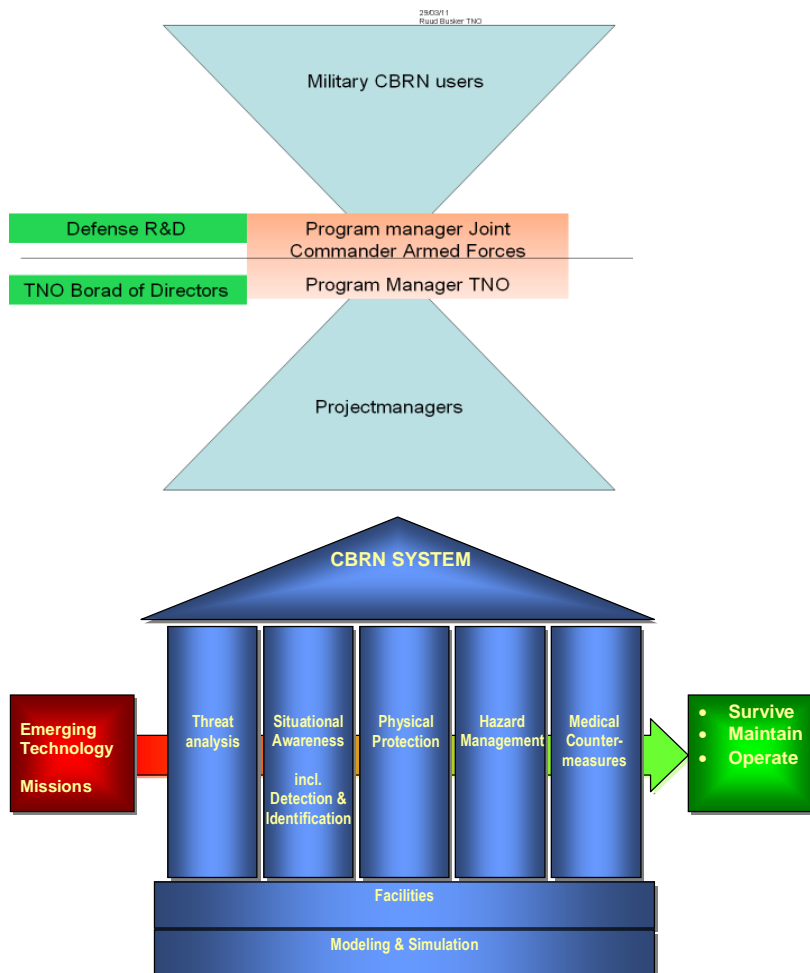 29/03/11
Ruud Busker TNO
Military CBRN users
Defense R&D
Program manager Joint
Commander Armed Forces
TNO Borad of Directors
Program Manager TNO
Projectmanagers
CBRN SYSTEM
Emerging
Technology
Missions
Threat
analysis
Situational
Awareness
incl.
Detection &
Identification
Physical
Protection
Hazard
Management
Medical
Counter-
measures
• Survive
• Maintain
• Operate
Facilities
Modeling & Simulation